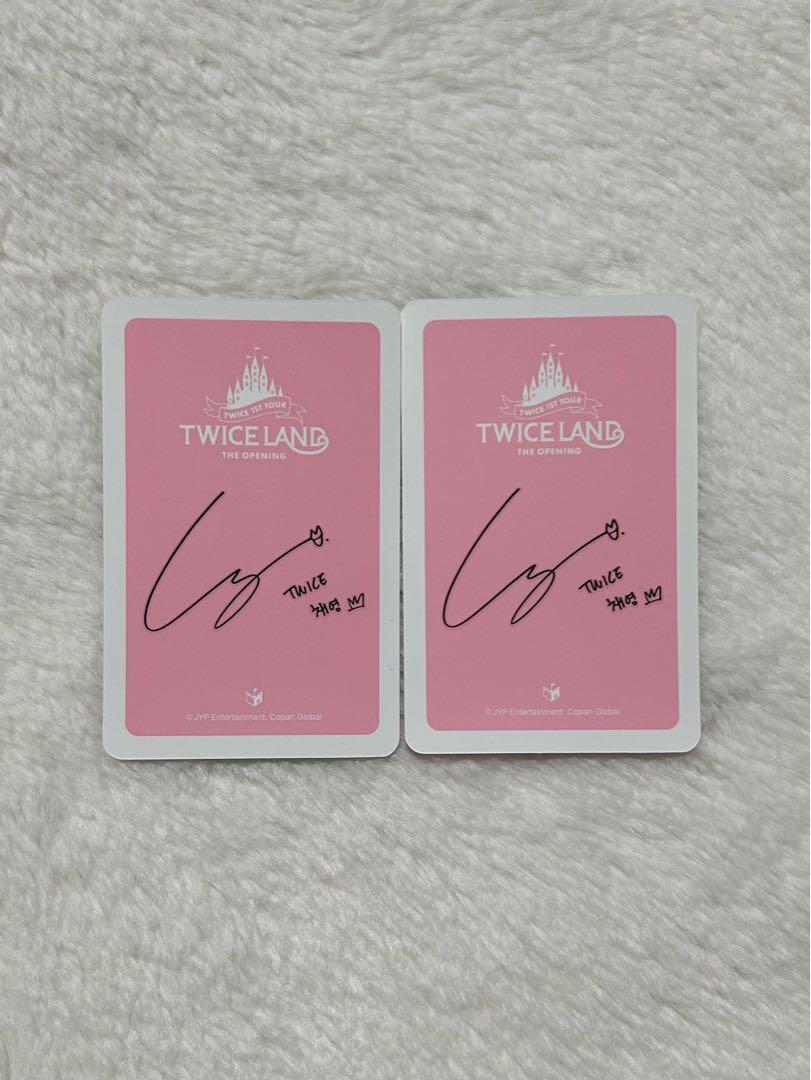 TWICE 1ST TOUR
TWICELAND
THE OPENING
TWICE
채영
© JYP Entertainment. Copan Global
TWICE 1ST TOUR
TWICELAND
THE OPENING
TWICE
채영
© JYP Entertainment. Copan Global